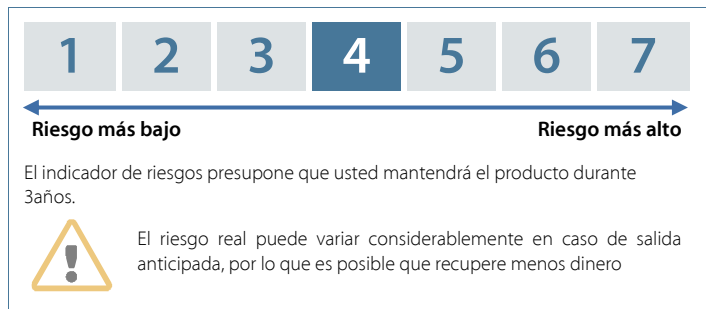 1 2 3 4 5 6 7
Riesgo más bajo Riesgo más alto
El indicador de riesgos presupone que usted mantendrá el producto durante
3años.
El riesgo real puede variar considerablemente en caso de salida
anticipada, por lo que es posible que recupere menos dinero